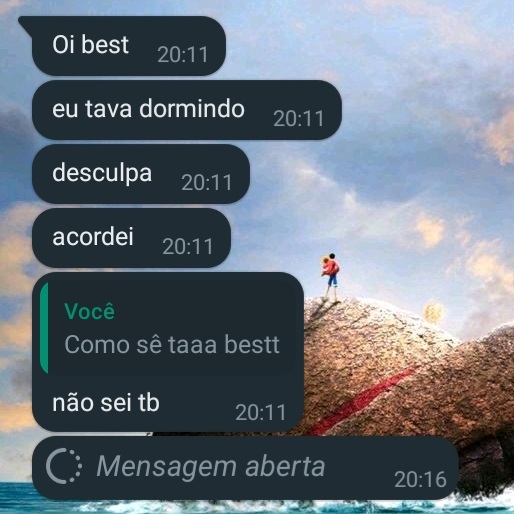 Oi best 20:11
eu tava dormindo 20:11
desculpa 20:11
acordei 20:11
Você
Como sê taaa bestt
não sei tb 20:11
Mensagem aberta 20:16